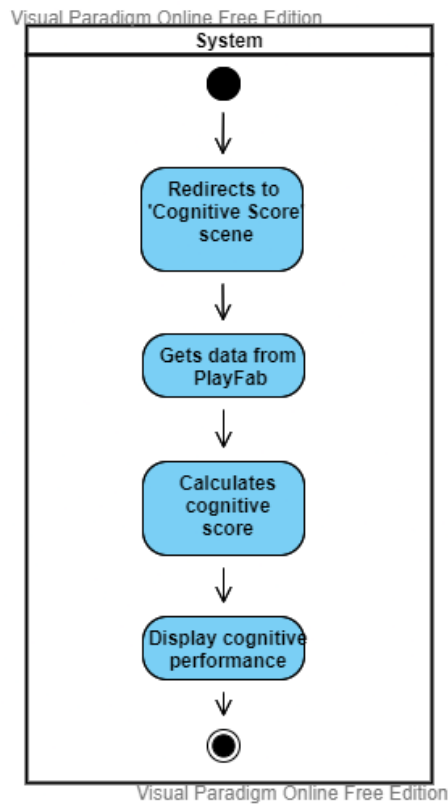 Visual Paradigm Online Free Edition
System
Redirects to
'Cognitive Score'
scene
Gets data from
PlayFab
Calculates
cognitive
score
Display cognitive
performance
Visual Paradigm Online Free Edition